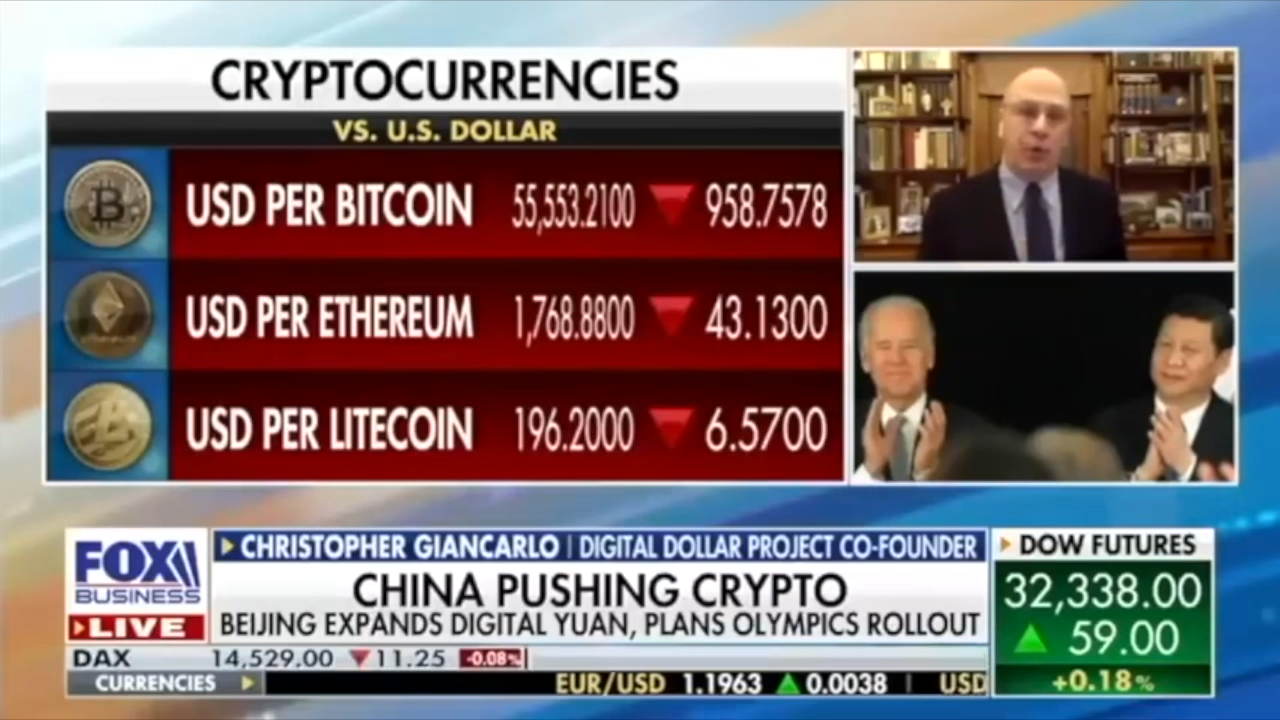 CRYPTOCURRENCIES
VS. U.S. DOLLAR
USD PER BITCOIN 55,553.2100 ▼ 958.7578
USD PER ETHEREUM 1,768.8800 ▼ 43.1300
USD PER LITECOIN 196.2000 ▼ 6.5700
FOX
BUSINESS
LIVE
CHRISTOPHER GIANCARLO | DIGITAL DOLLAR PROJECT CO-FOUNDER
CHINA PUSHING CRYPTO
BEIJING EXPANDS DIGITAL YUAN, PLANS OLYMPICS ROLLOUT
DOW FUTURES
32,338.00
▲ 59.00
+0.18%
DAX 14,529.00 ▼ 11.25 -0.08%
CURRENCIES EUR/USD 1.1963 ▲ 0.0038 | USD